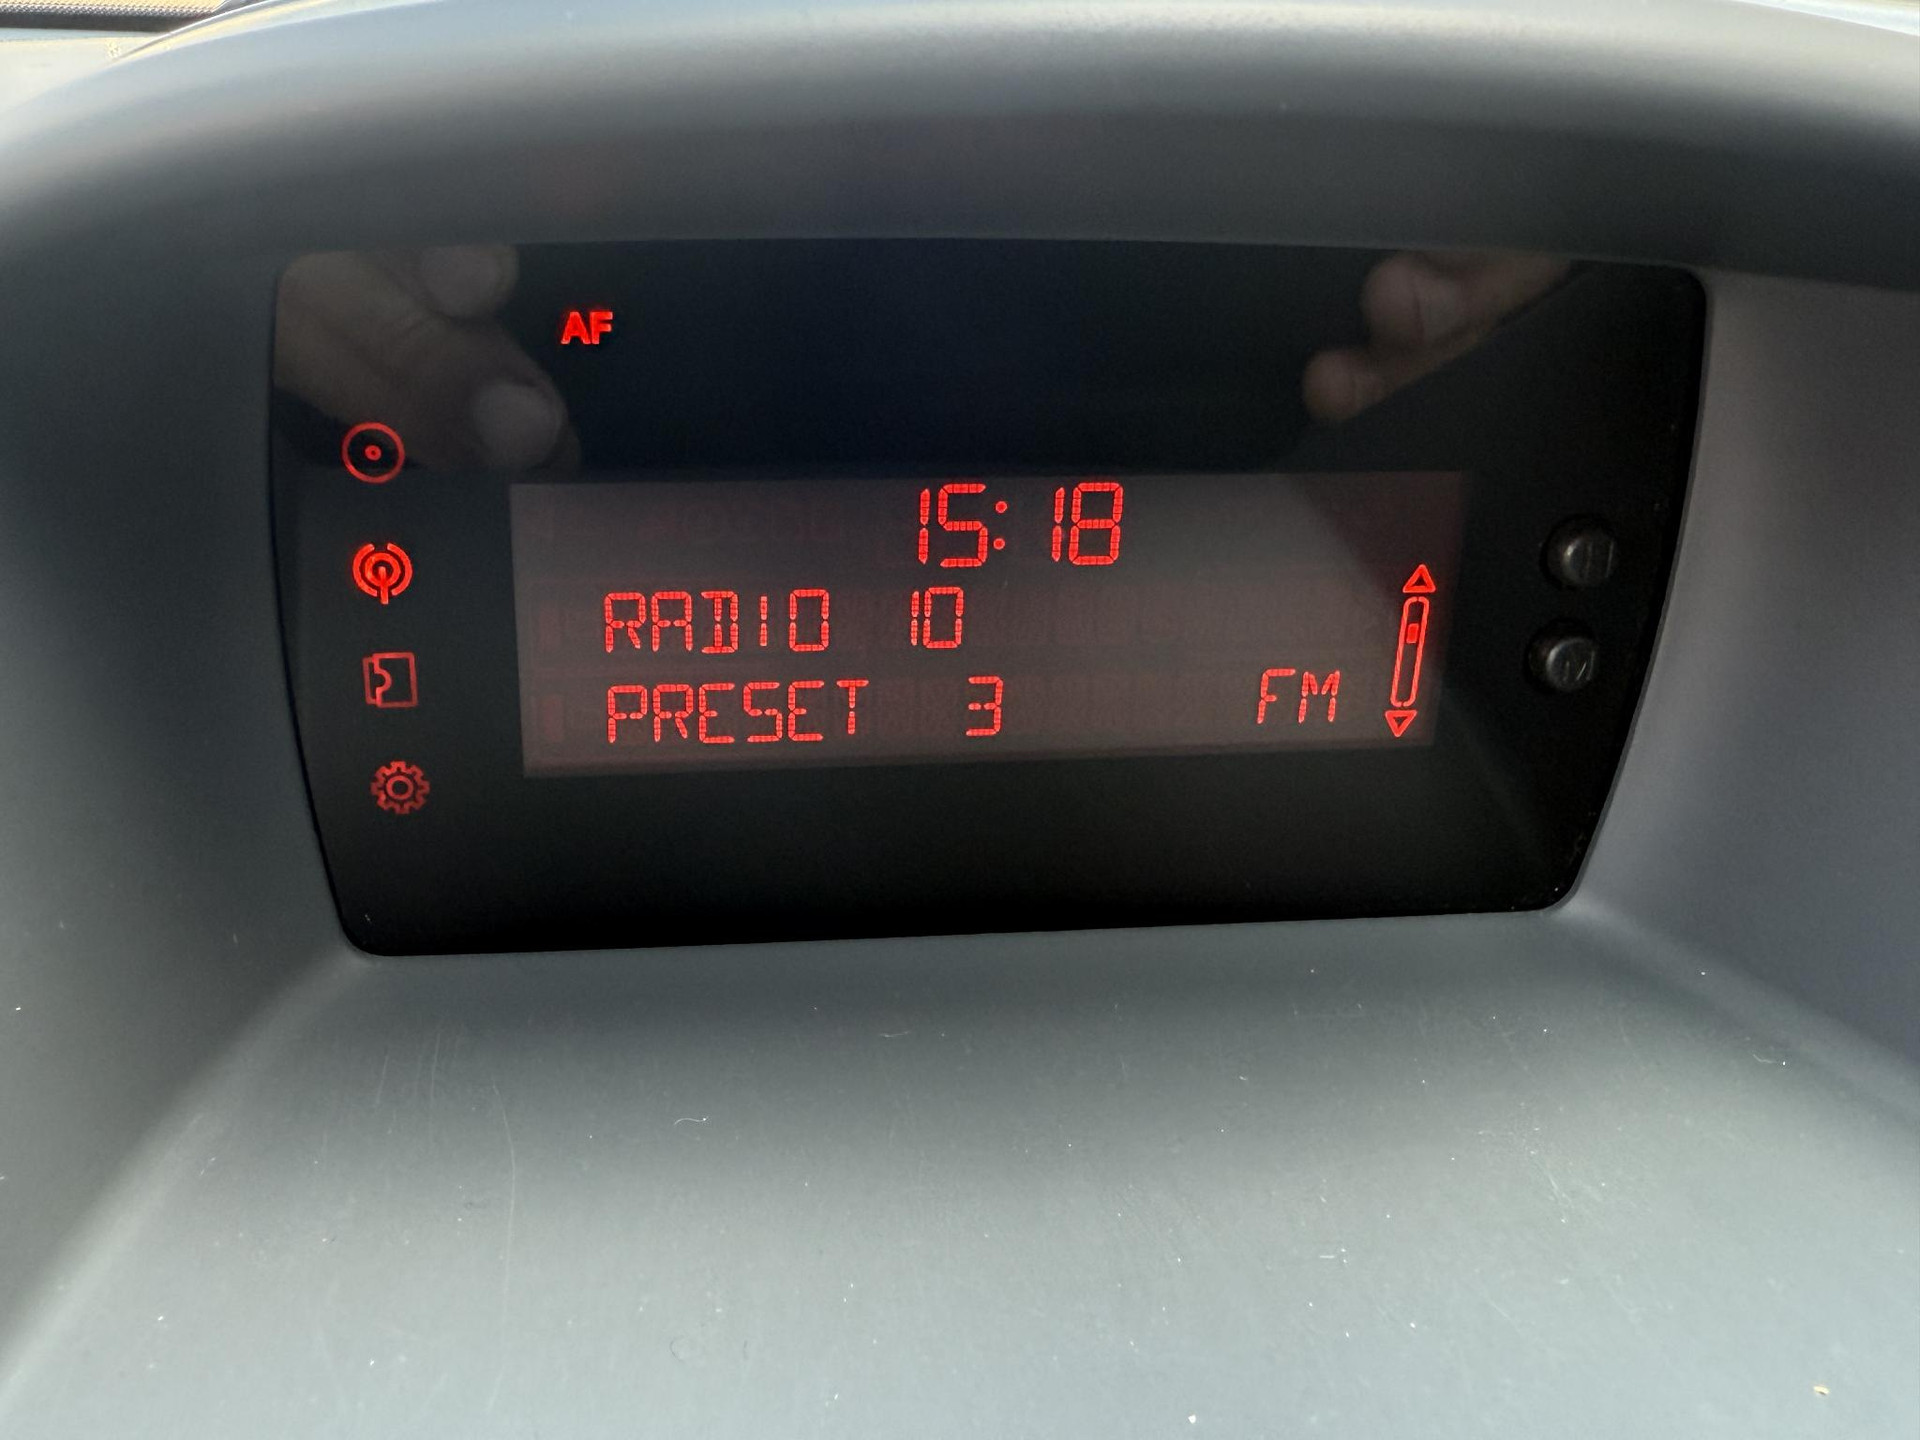 AF
15:18
RADIO 10
PRESET 3 FM
H
M